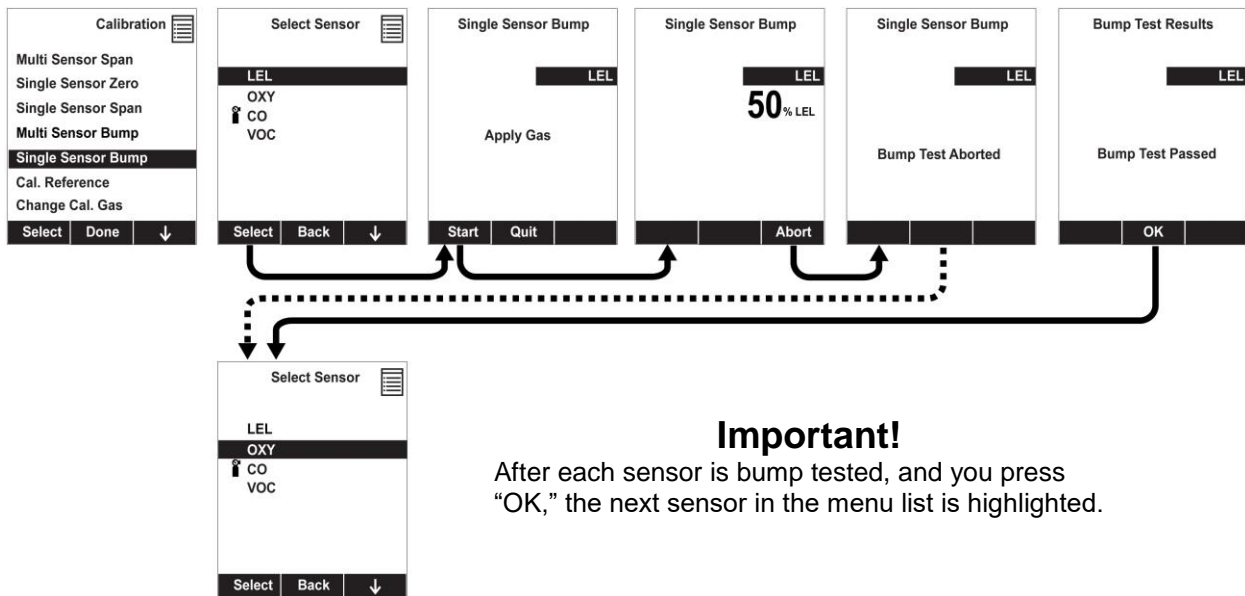 Calibration
Multi Sensor Span
Single Sensor Zero
Single Sensor Span
Multi Sensor Bump
Single Sensor Bump
Cal. Reference
Change Cal. Gas
Select Done ↓
Select Sensor
LEL
OXY
CO
VOC
Select Back ↓
Single Sensor Bump
LEL
Apply Gas
Start Quit
Single Sensor Bump
LEL
50% LEL
Abort
Single Sensor Bump
LEL
Bump Test Aborted
Bump Test Results
LEL
Bump Test Passed
OK
Select Sensor
LEL
OXY
CO
VOC
Select Back ↓
Important!
After each sensor is bump tested, and you press
“OK,” the next sensor in the menu list is highlighted.